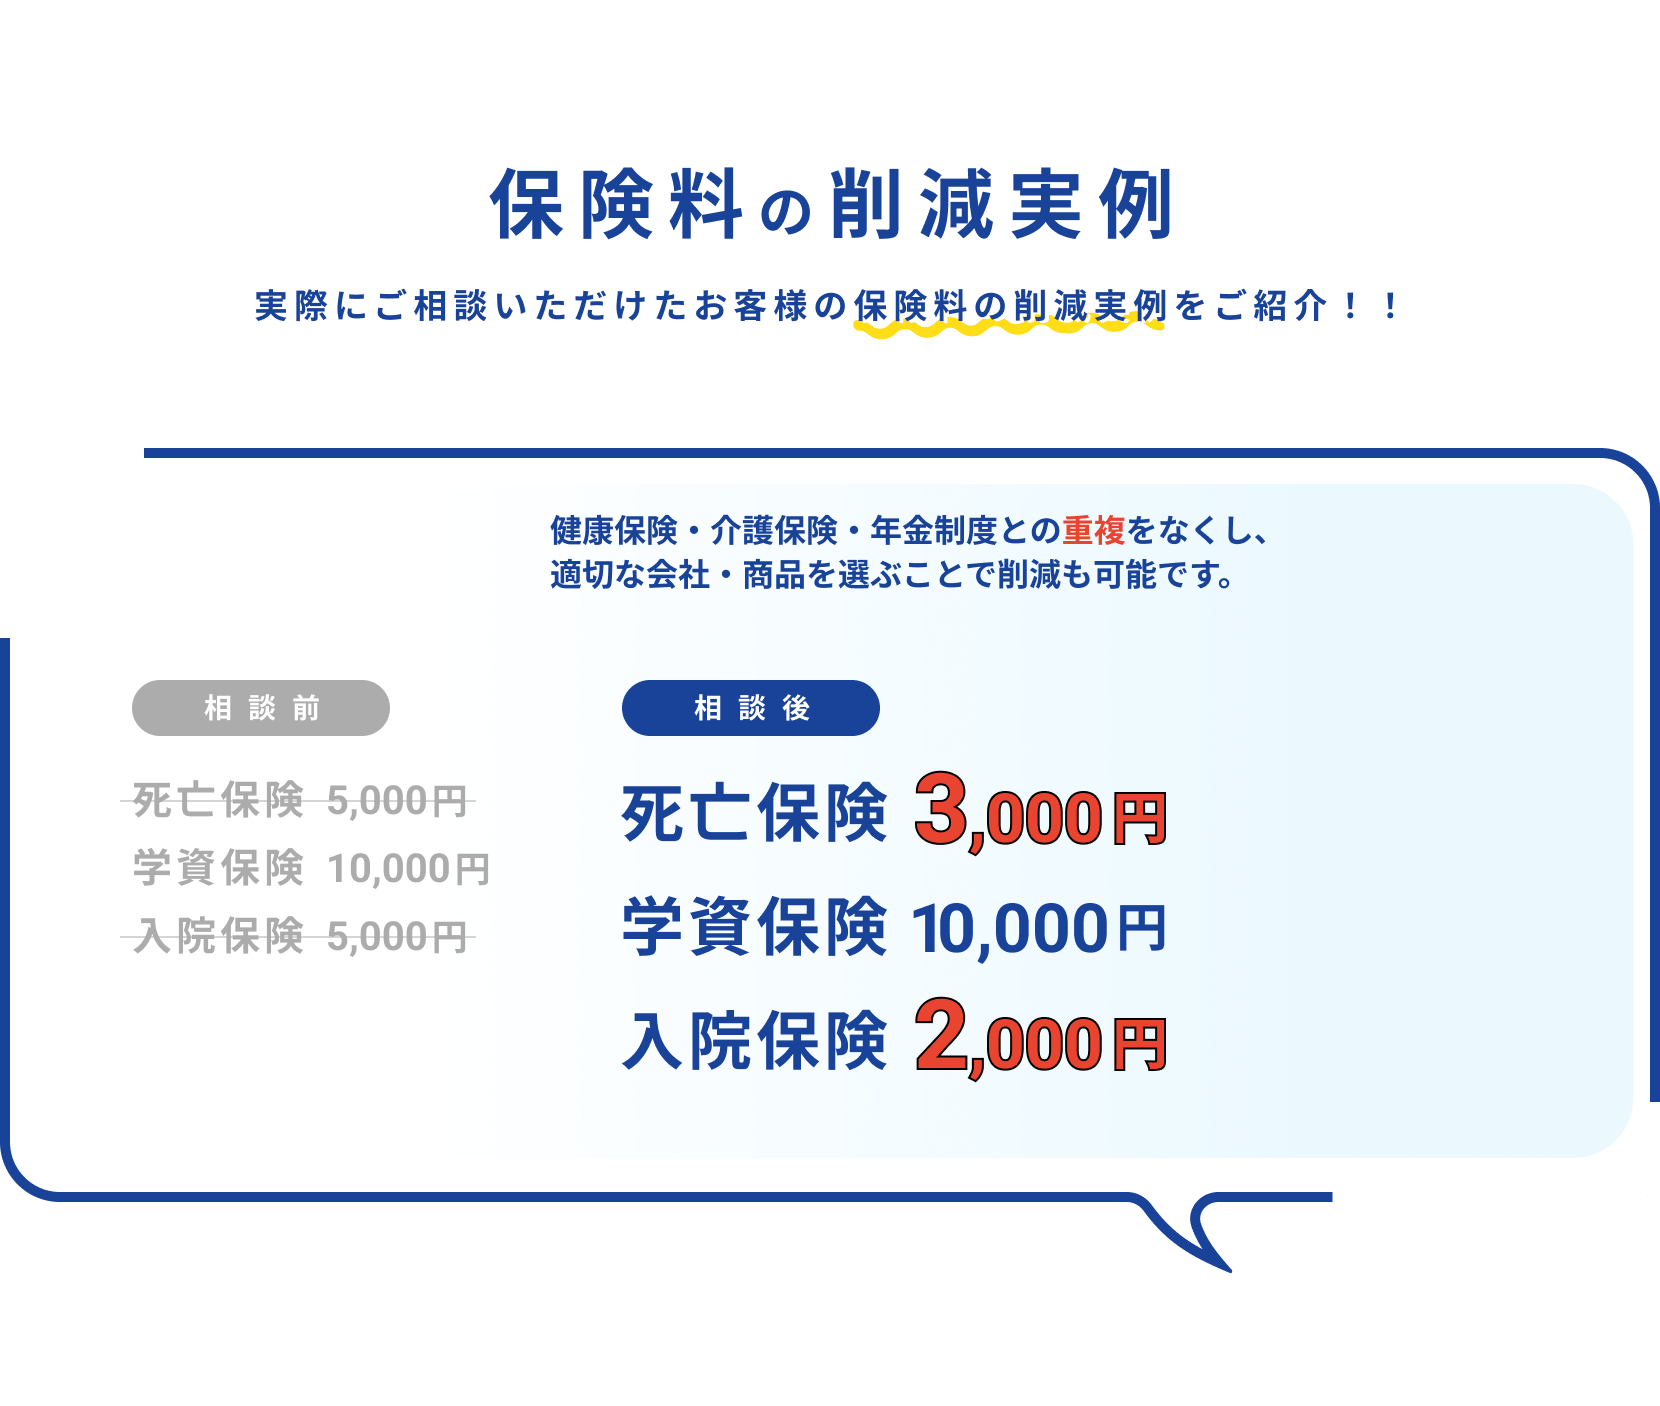 保険料の削減実例
実際にご相談いただけたお客様の保険料の削減実例をご紹介！！
健康保険・介護保険・年金制度との重複をなくし、
適切な会社・商品を選ぶことで削減も可能です。
相談前
死亡保険 5,000円
学資保険 10,000円
入院保険 5,000円
相談後
死亡保険 3,000円
学資保険 10,000円
入院保険 2,000円